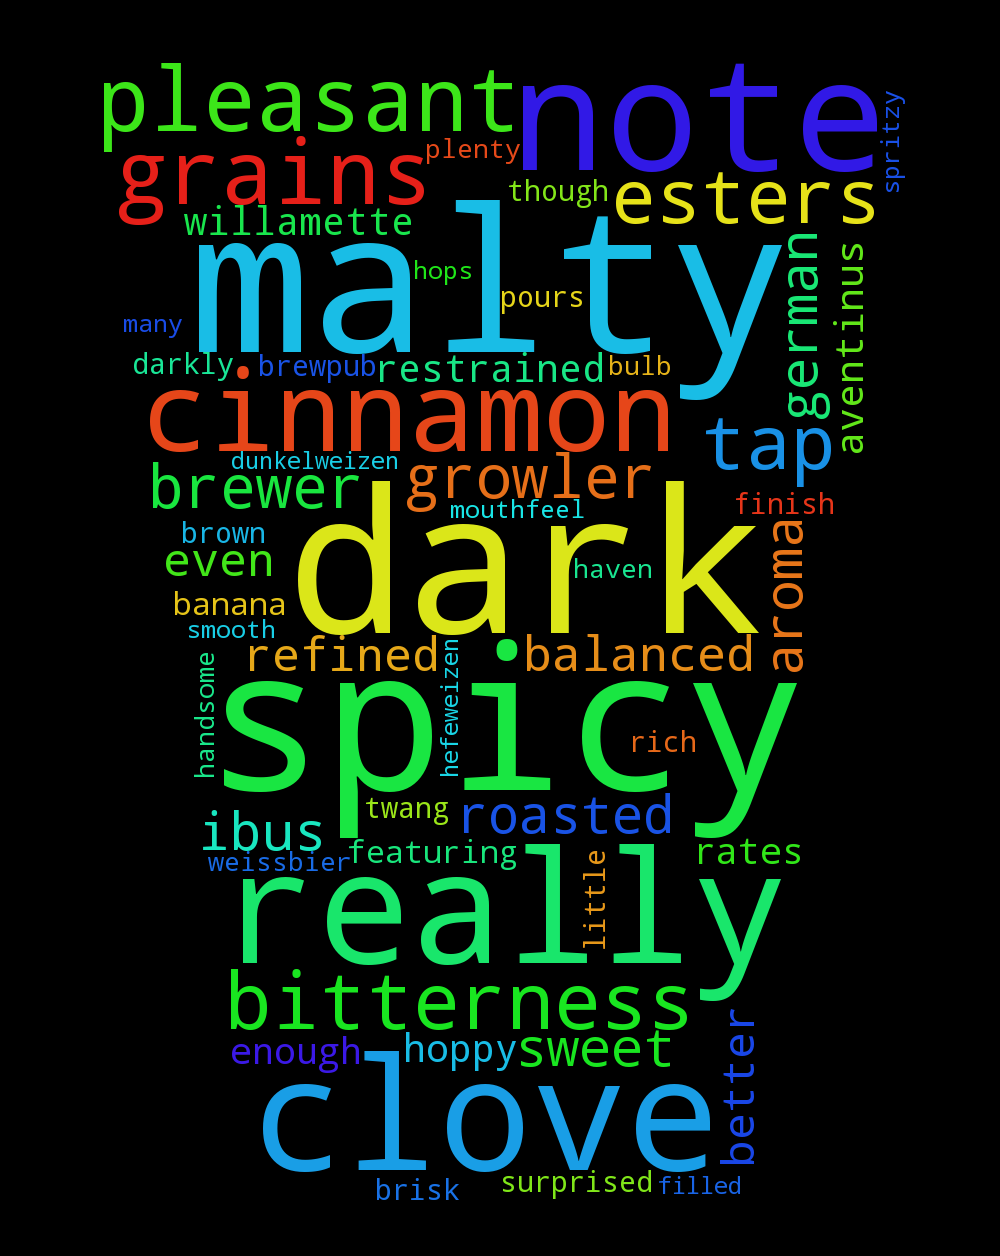 pleasant
note
spritzy
grains
plenty
though
esters
willamette
malty
hops
pours
german
aventinus
many
darkly
brewpub
restrained
bulb
cinnamon
tap
dunkelweizen
brewer
growler
mouthfeel
finish
dark
brown
even
haven
aroma
banana
smooth
refined
balanced
handsome
hefeweizen
spicy
rich
twang
roasted
ibus
featuring
rates
weissbier
really
little
bitterness
enough
hoppy
sweet
better
clove
brisk
surprised
filled